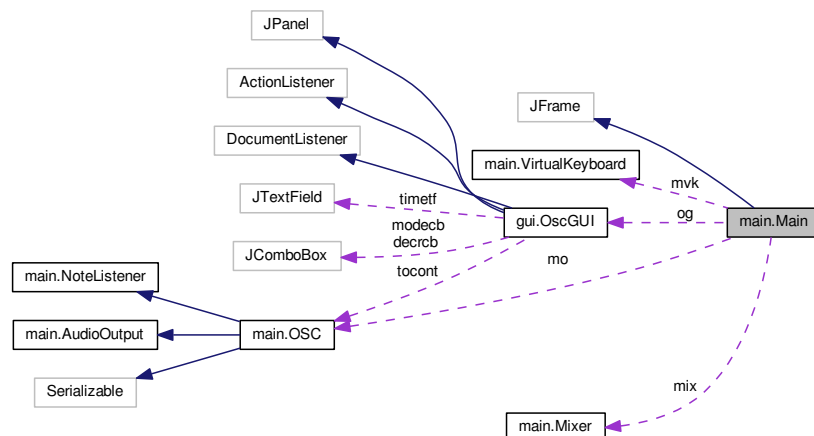 JPanel
ActionListener
JFrame
DocumentListener
main.VirtualKeyboard
mvk
JTextField
timetf
gui.OscGUI
og
main.Main
modecb
decrcb
JComboBox
tocont
mo
main.NoteListener
main.AudioOutput
main.OSC
Serializable
mix
main.Mixer